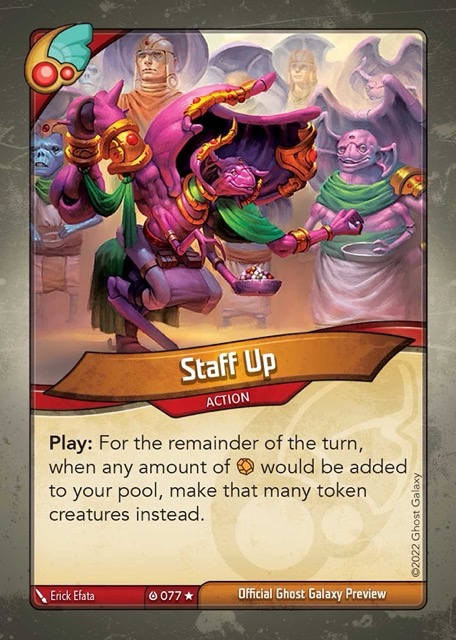 Staff Up
ACTION
Play: For the remainder of the turn,
when any amount of would be added
to your pool, make that many token
creatures instead.
©2022 Ghost Galaxy
Erick Efata
077 ★
Official Ghost Galaxy Preview